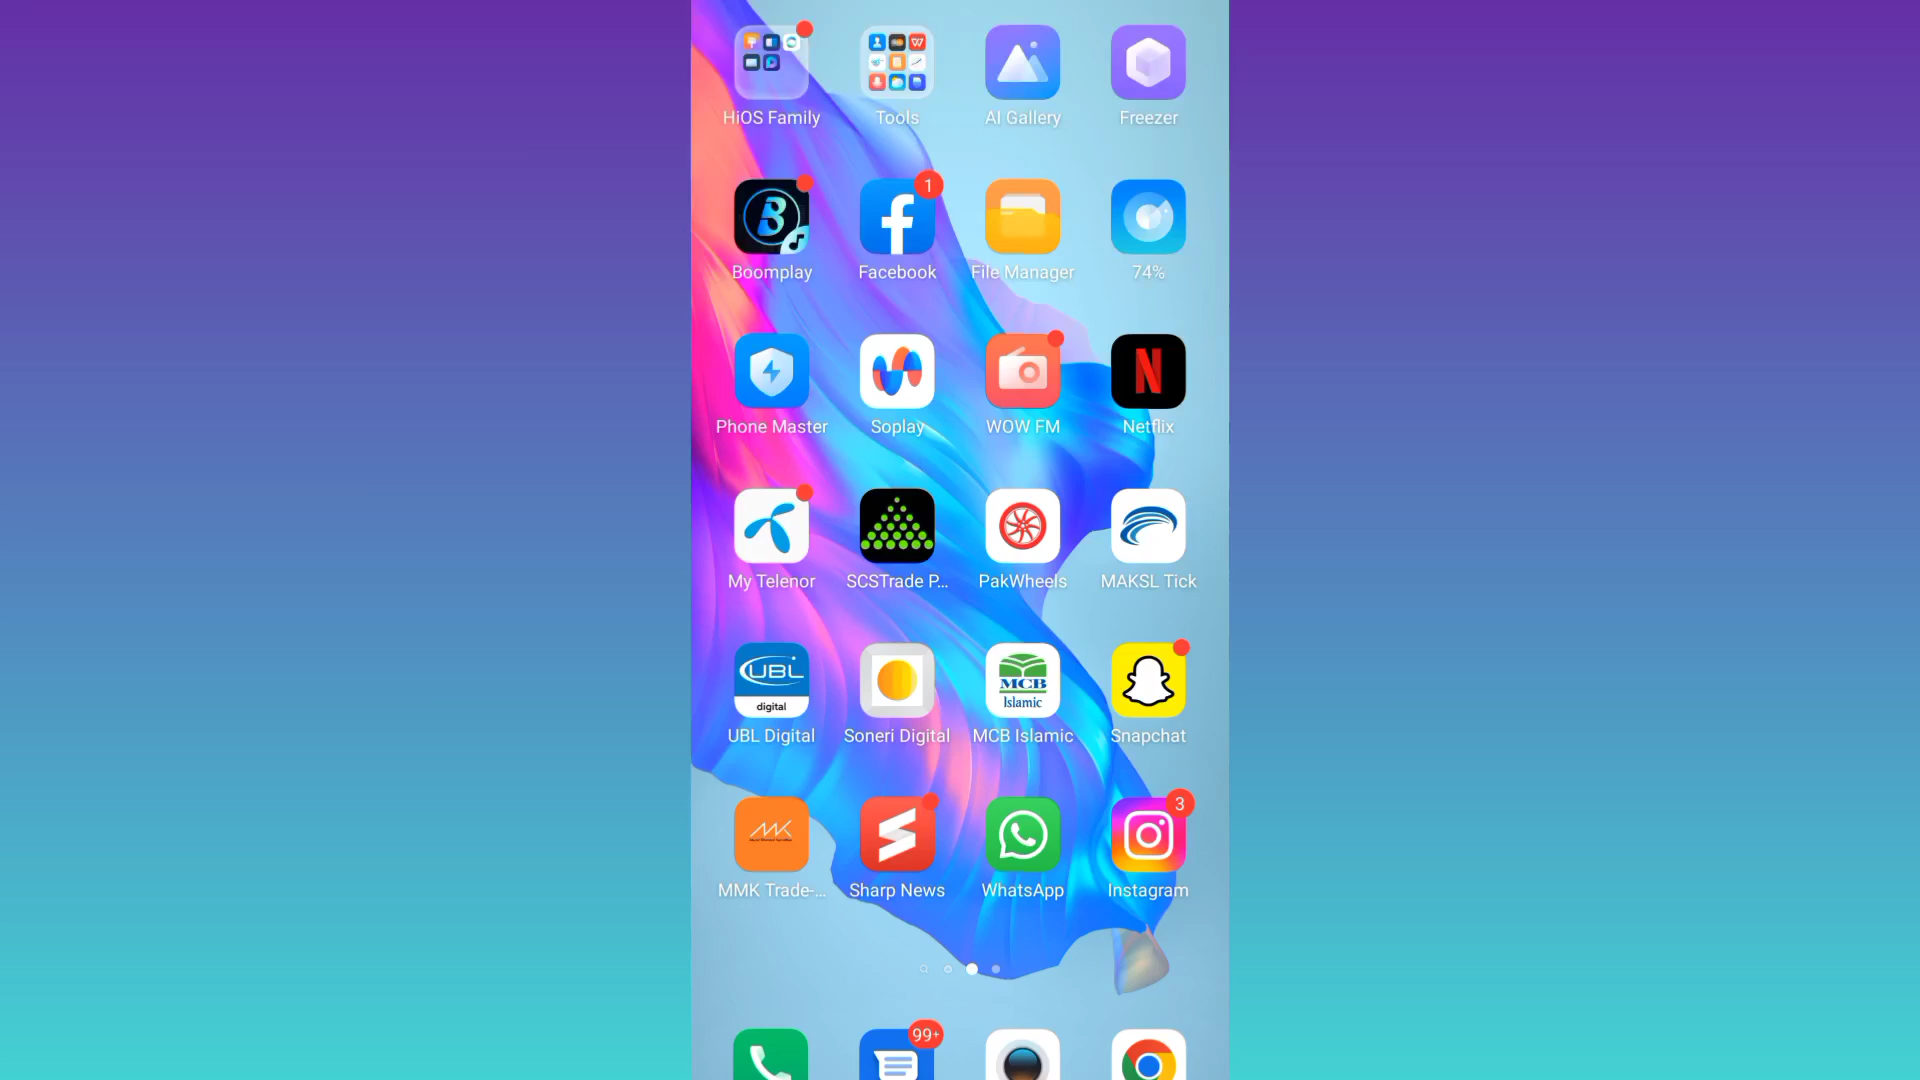 HiOS Family Tools AI Gallery Freezer
1
Boomplay Facebook File Manager 74%
N
Phone Master Soplay WOW FM Netflix
My Telenor SCSTrade P... PakWheels MAKSL Tick
UBL
digital
MCB
Islamic
UBL Digital Soneri Digital MCB Islamic Snapchat
3
MK
MMK Trade-... Sharp News WhatsApp Instagram
99+